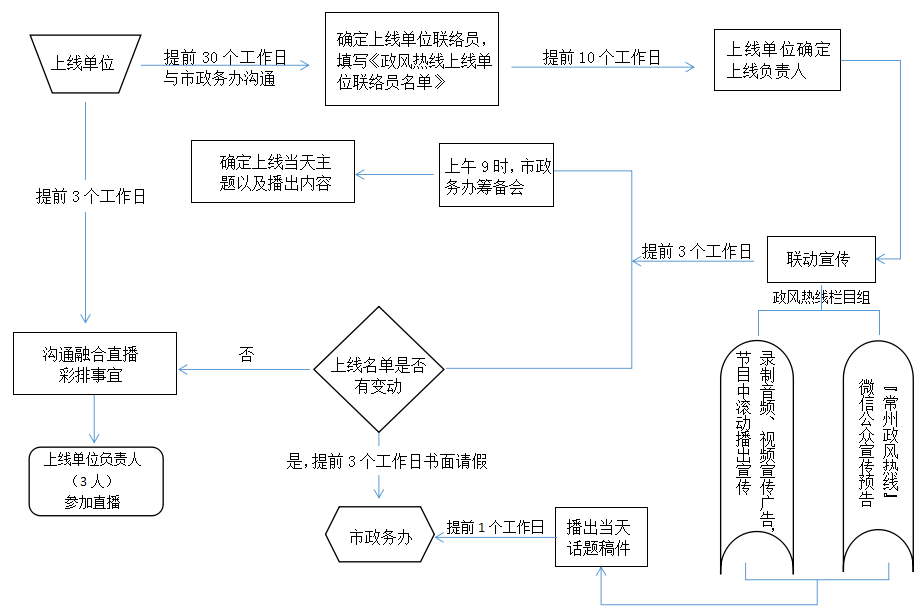 上线单位
提前 30 个工作日
与市政务办沟通
确定上线单位联络员，
填写《政风热线上线单
位联络员名单》
提前 10 个工作日
上线单位确定
上线负责人
确定上线当天主
题以及播出内容
上午 9 时，市政
务办筹备会
提前 3 个工作日
提前 3 个工作日
联动宣传
政风热线栏目组
沟通融合直播
彩排事宜
否
上线名单是否
有变动
录制音频、视频宣传广告，
节目中滚动播出宣传
『常州政风热线』
微信公众宣传预告
上线单位负责人
（3 人）
参加直播
是，提前 3 个工作日书面请假
市政务办
提前 1 个工作日
播出当天
话题稿件